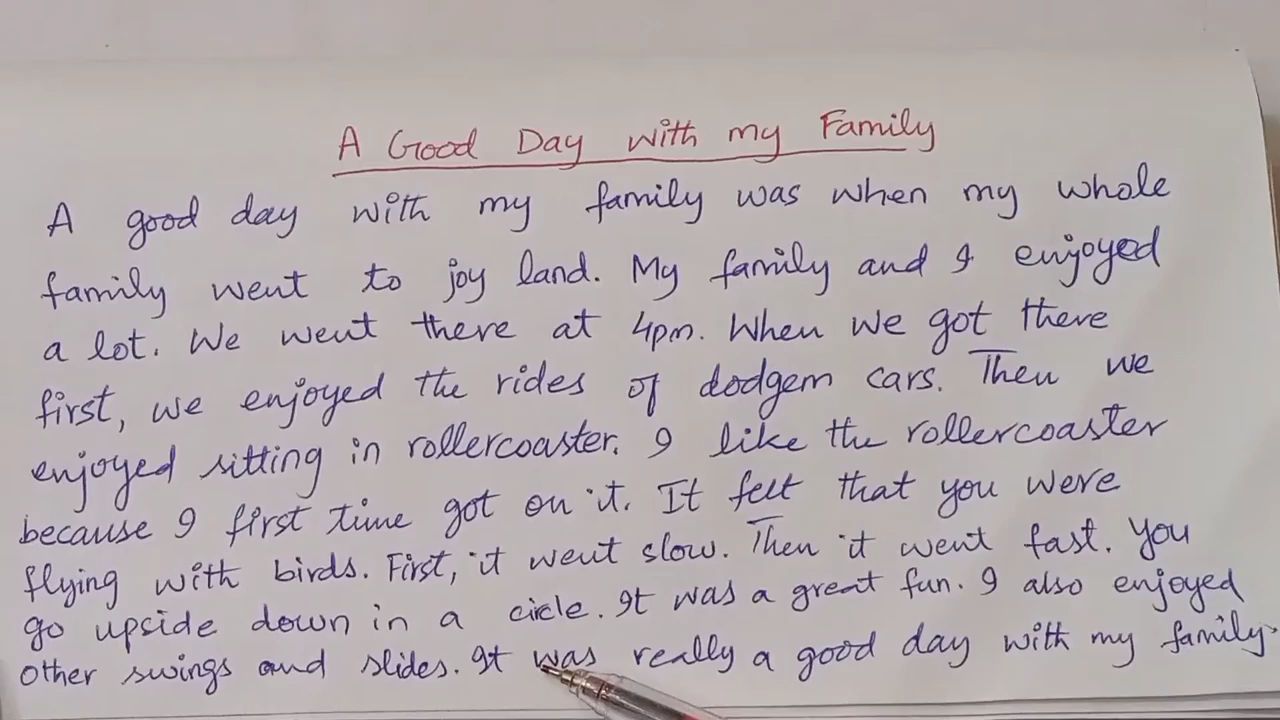 A Good Day with my Family
A good day with my family was when my whole
family went to joy land. My family and I enjoyed
a lot. We went there at 4pm. When we got there
first, we enjoyed the rides of dodgem cars. Then we
enjoyed sitting in rollercoaster. I like the rollercoaster
because I first time got on it. It felt that you were
flying with birds. First, it went slow. Then it went fast. You
go upside down in a circle. It was a great fun. I also enjoyed
other swings and slides. It was really a good day with my family.